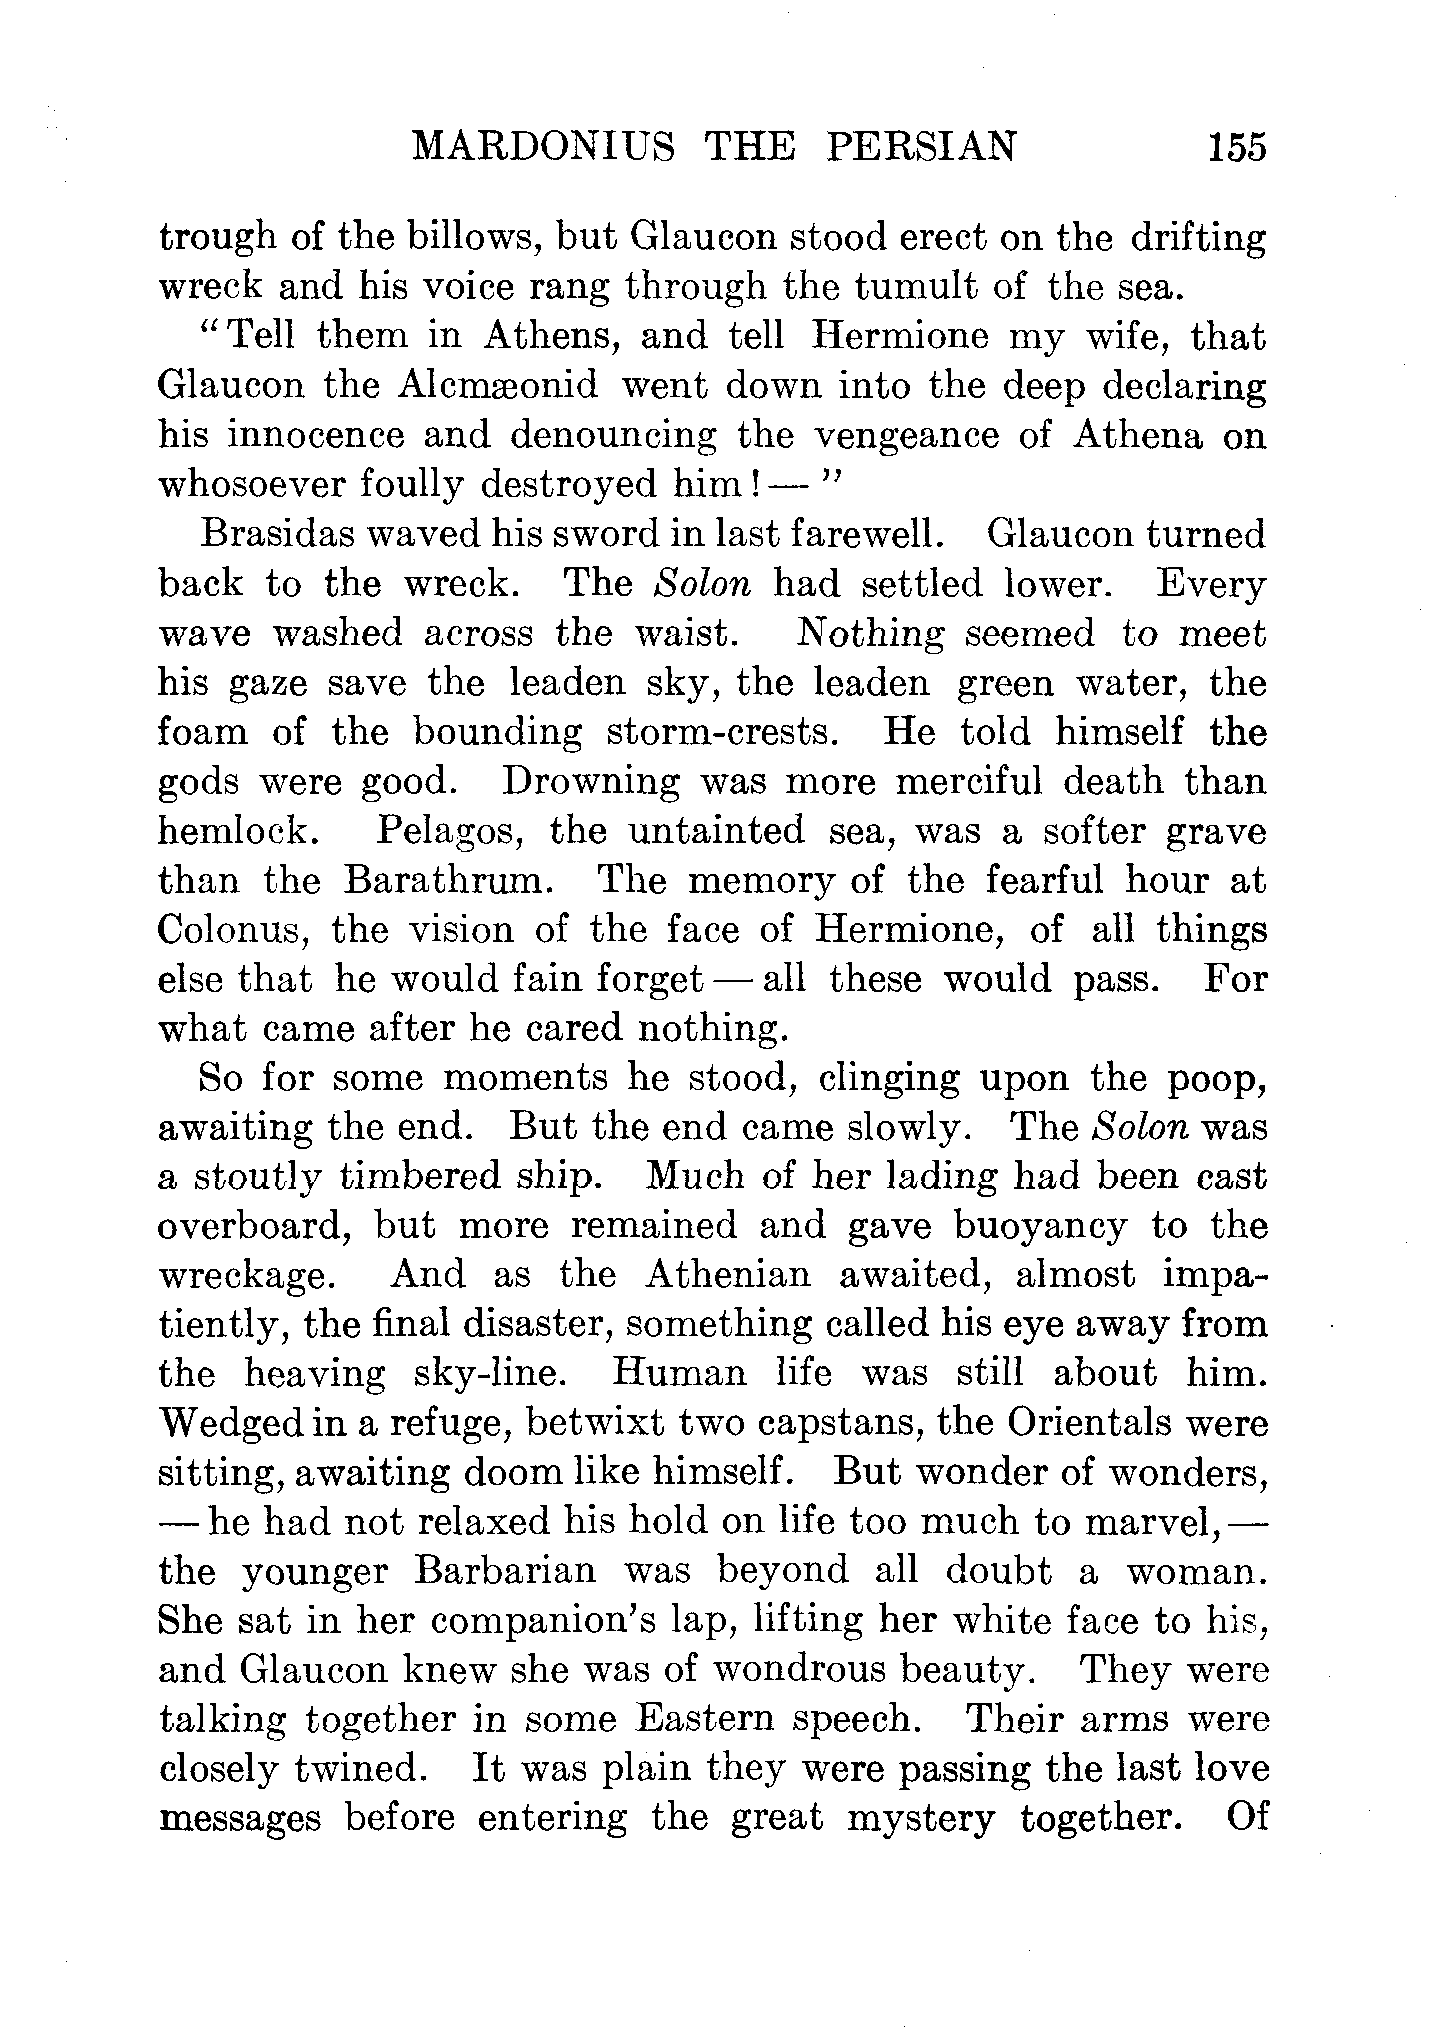 MARDONIUS THE PERSIAN 155
trough of the billows, but Glaucon stood erect on the drifting
wreck and his voice rang through the tumult of the sea.
“Tell them in Athens, and tell Hermione my wife, that
Glaucon the Alcmæonid went down into the deep declaring
his innocence and denouncing the vengeance of Athena on
whosoever foully destroyed him!— ”
Brasidas waved his sword in last farewell. Glaucon turned
back to the wreck. The Solon had settled lower. Every
wave washed across the waist. Nothing seemed to meet
his gaze save the leaden sky, the leaden green water, the
foam of the bounding storm-crests. He told himself the
gods were good. Drowning was more merciful death than
hemlock. Pelagos, the untainted sea, was a softer grave
than the Barathrum. The memory of the fearful hour at
Colonus, the vision of the face of Hermione, of all things
else that he would fain forget — all these would pass. For
what came after he cared nothing.
So for some moments he stood, clinging upon the poop,
awaiting the end. But the end came slowly. The Solon was
a stoutly timbered ship. Much of her lading had been cast
overboard, but more remained and gave buoyancy to the
wreckage. And as the Athenian awaited, almost impa-
tiently, the final disaster, something called his eye away from
the heaving sky-line. Human life was still about him.
Wedged in a refuge, betwixt two capstans, the Orientals were
sitting, awaiting doom like himself. But wonder of wonders,
— he had not relaxed his hold on life too much to marvel,—
the younger Barbarian was beyond all doubt a woman.
She sat in her companion’s lap, lifting her white face to his,
and Glaucon knew she was of wondrous beauty. They were
talking together in some Eastern speech. Their arms were
closely twined. It was plain they were passing the last love
messages before entering the great mystery together. Of